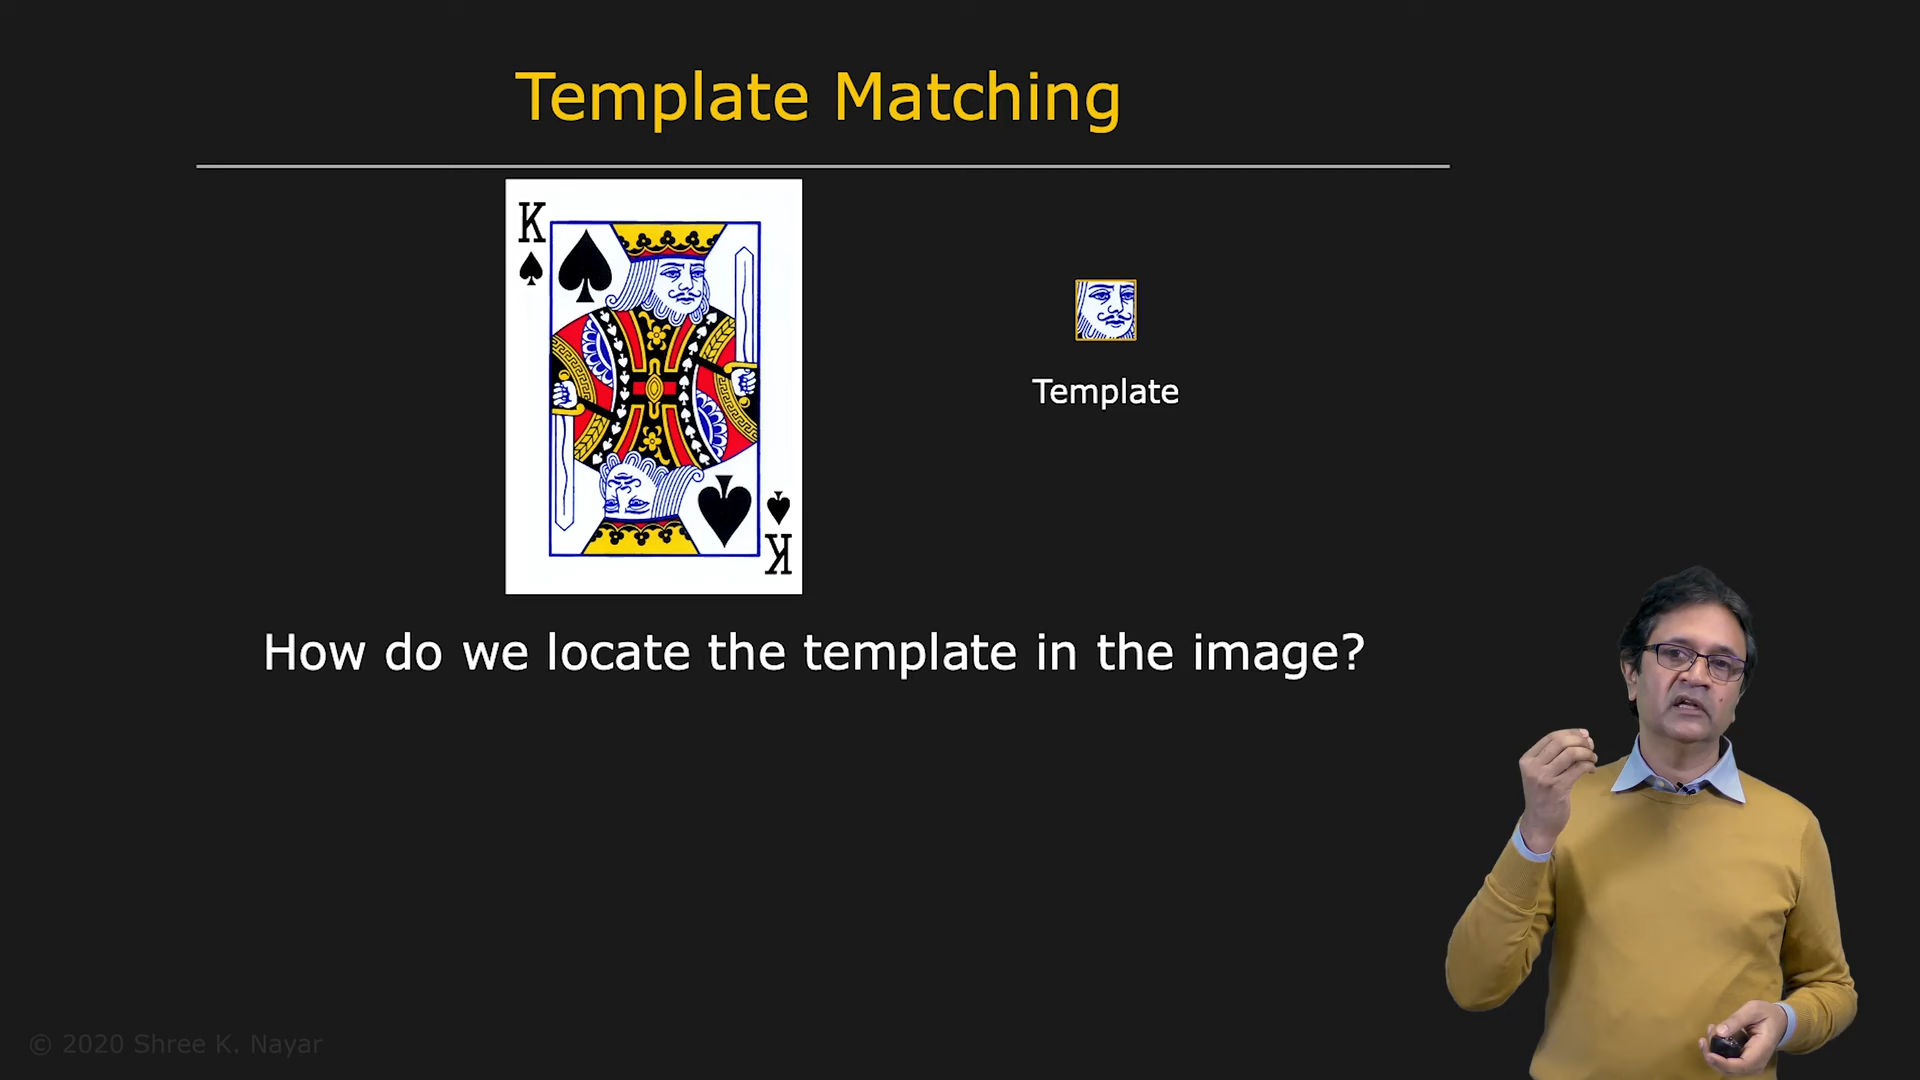 Template Matching
K
Template
K
How do we locate the template in the image?
© 2020 Shree K. Nayar